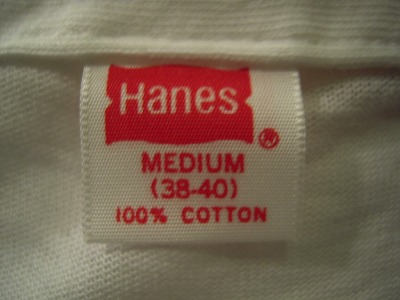 Hanes
®
MEDIUM
(38-40)
100% COTTON